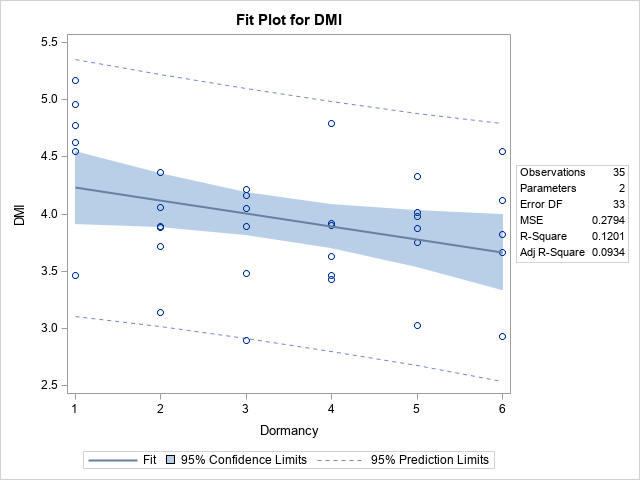 Fit Plot for DMI
5.5
5.0
4.5
4.0
3.5
3.0
2.5
DMI
1 2 3 4 5 6
Dormancy
Observations 35
Parameters 2
Error DF 33
MSE 0.2794
R-Square 0.1201
Adj R-Square 0.0934
Fit 95% Confidence Limits 95% Prediction Limits